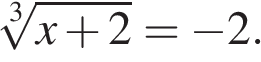 ∛(x + 2) = −2.